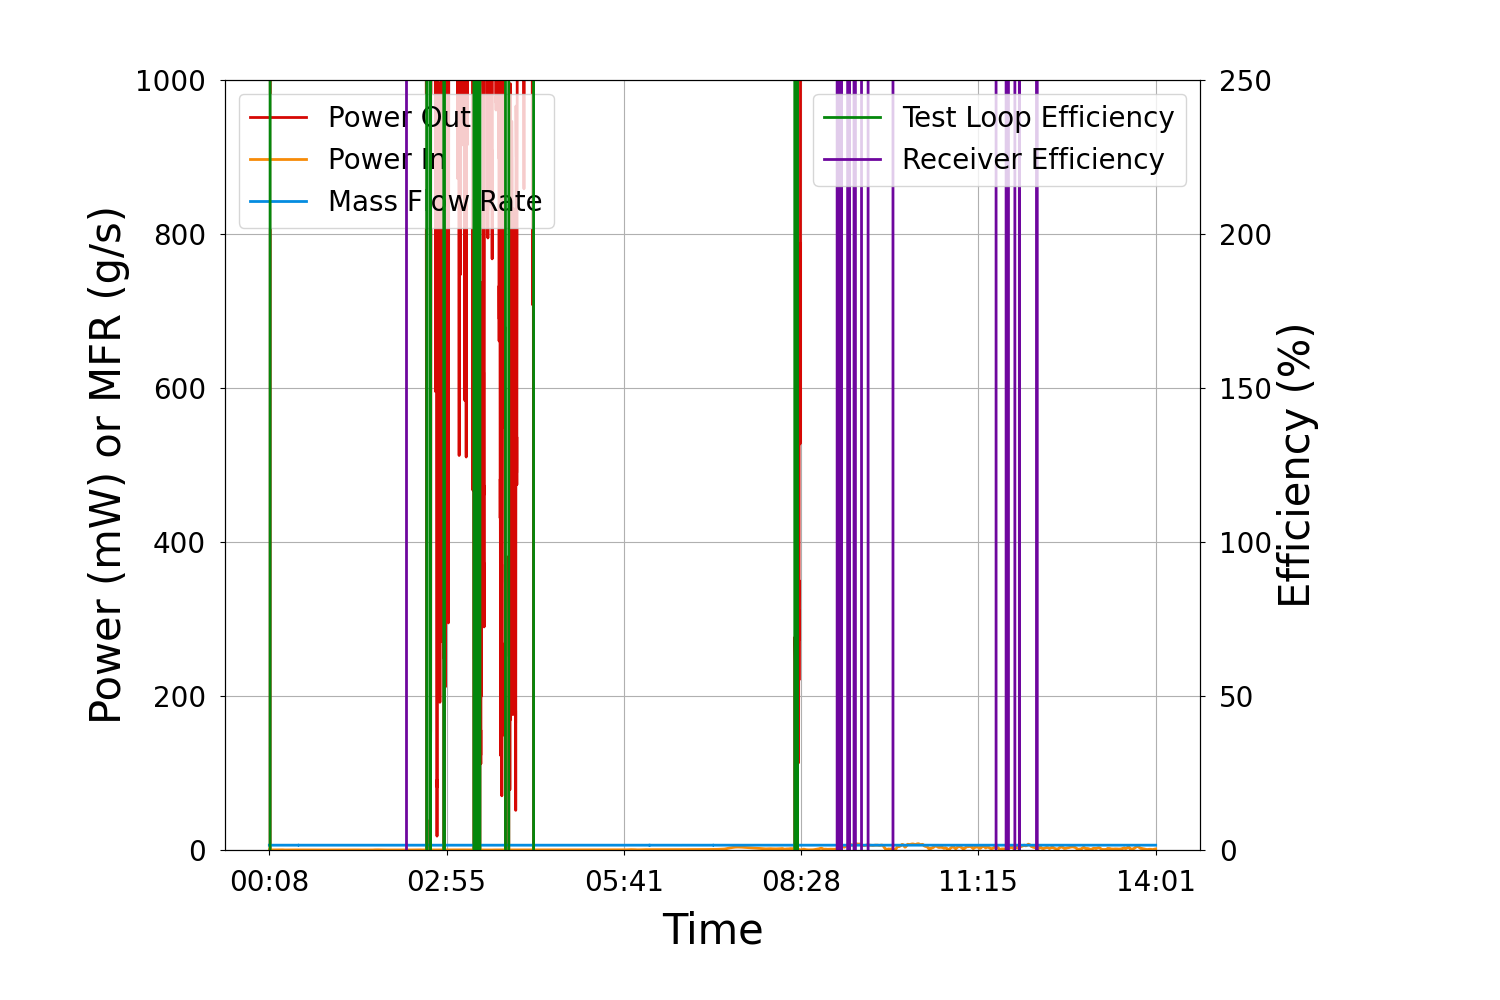 1000
800
600
400
200
0
Power (mW) or MFR (g/s)
Power Out
Power In
Mass Flow Rate
Test Loop Efficiency
Receiver Efficiency
250
200
150
100
50
0
Efficiency (%)
00:08 02:55 05:41 08:28 11:15 14:01
Time